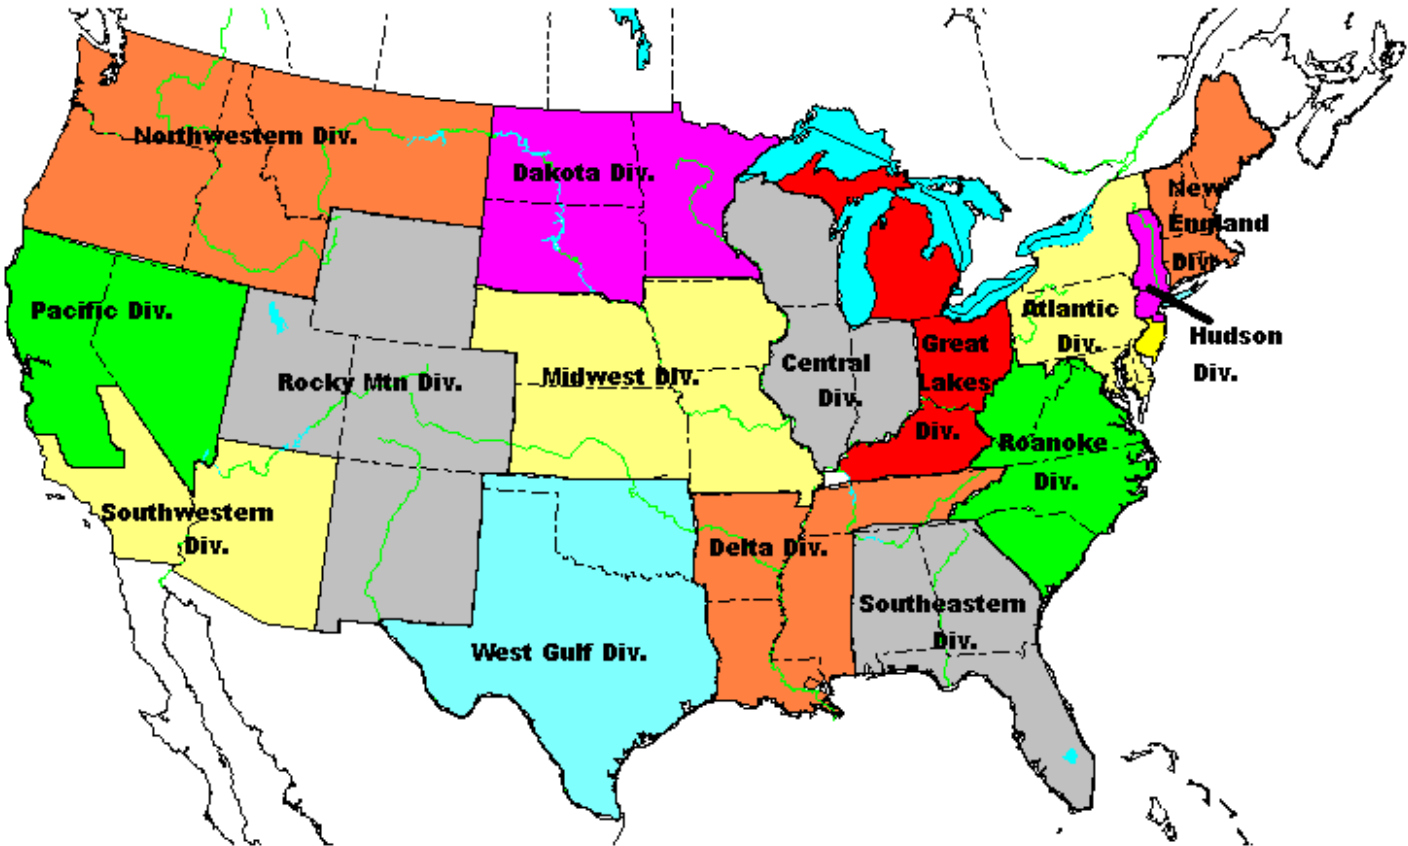 Northwestern Div.
Dakota Div.
New
England
Div.
Pacific Div.
Atlantic
Div.
Hudson
Div.
Rocky Mtn Div.
Midwest Div.
Central
Div.
Great
Lakes
Div.
Roanoke
Div.
Southwestern
Div.
Delta Div.
Southeastern
Div.
West Gulf Div.